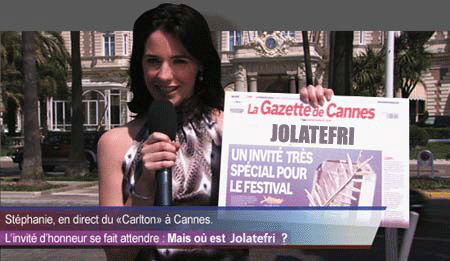 La Gazette de Cannes
JOLATEFRI
UN INVITÉ TRÈS
SPÉCIAL POUR
LE FESTIVAL
Stéphanie, en direct du «Carlton» à Cannes.
L'invité d'honneur se fait attendre : Mais où est Jolatefri ?